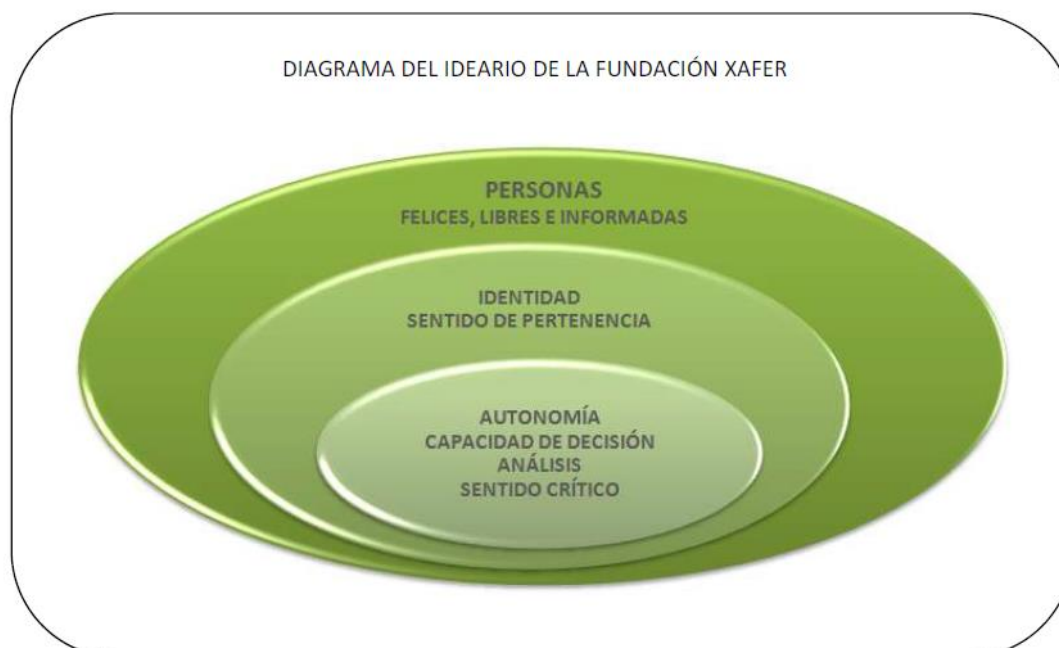 DIAGRAMA DEL IDEARIO DE LA FUNDACIÓN XAFER
PERSONAS
FELICES, LIBRES E INFORMADAS
IDENTIDAD
SENTIDO DE PERTENENCIA
AUTONOMÍA
CAPACIDAD DE DECISIÓN
ANÁLISIS
SENTIDO CRÍTICO